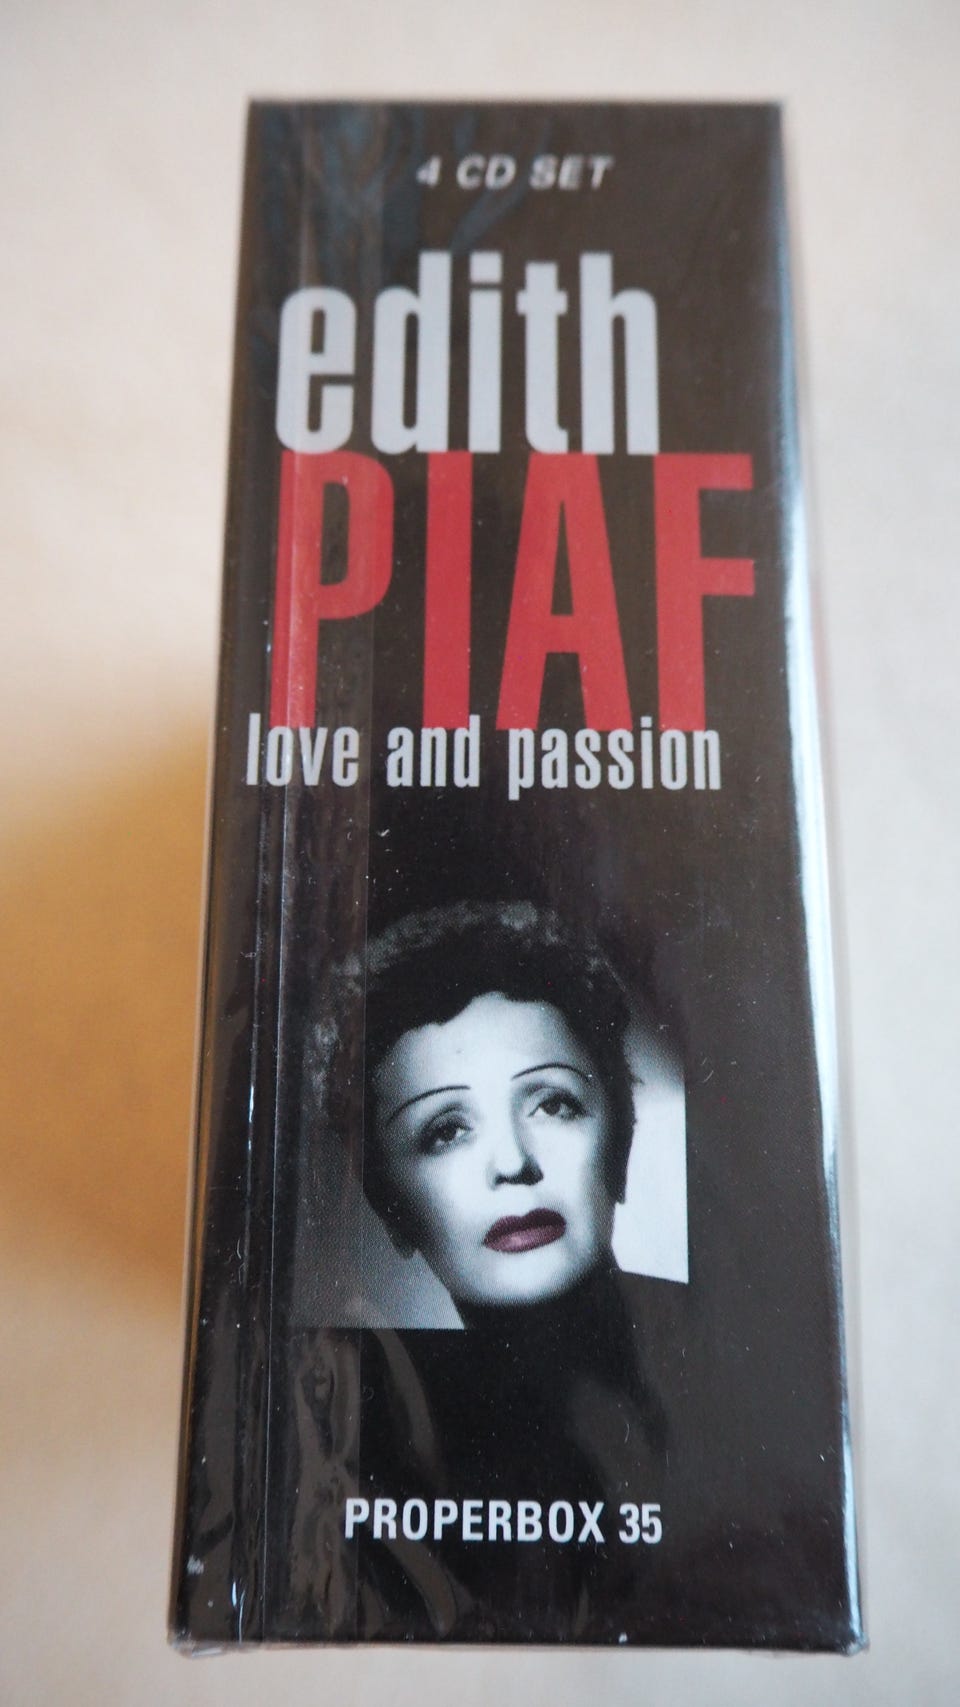 4 CD SET
edith
PIAF
love and passion
PROPERBOX 35